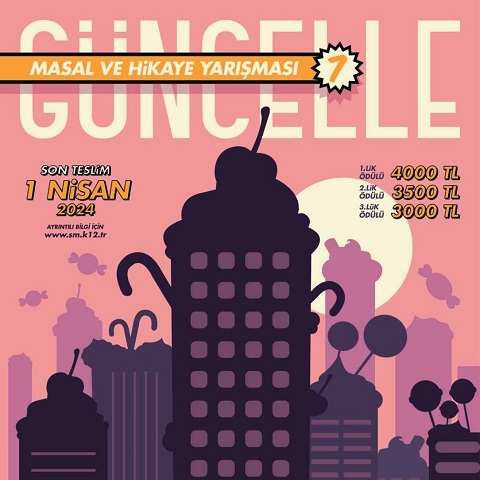 GÜNCELLE
MASAL VE HİKAYE YARIŞMASI 7
SON TESLİM
1 NİSAN
2024
AYRINTILI BİLGİ İÇİN
www.sm.k12.tr
1.LİK ÖDÜLÜ 4000 TL
2.LİK ÖDÜLÜ 3500 TL
3.LÜK ÖDÜLÜ 3000 TL